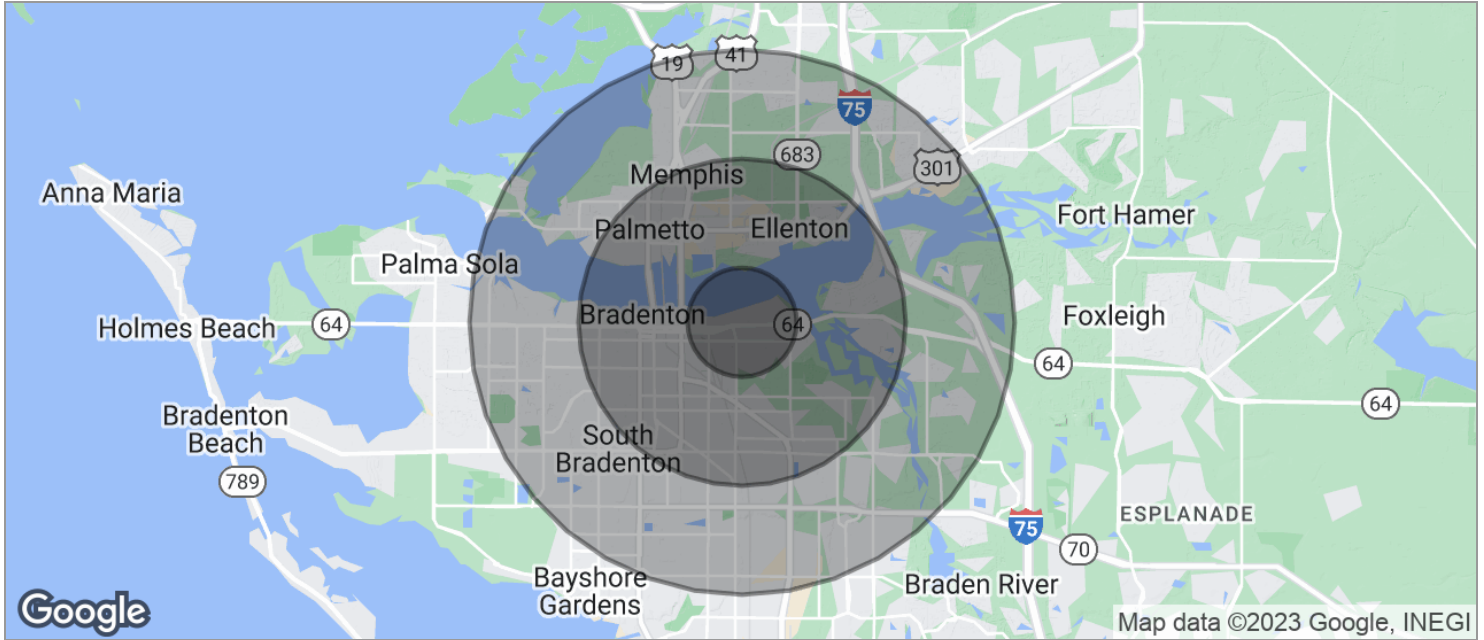 19
41
75
683
301
Memphis
Anna Maria
Fort Hamer
Palmetto
Ellenton
Palma Sola
Bradenton
64
Foxleigh
Holmes Beach
64
64
64
Bradenton
Beach
South
Bradenton
789
ESPLANADE
75
70
Bayshore
Gardens
Braden River
Google
Map data ©2023 Google, INEGI